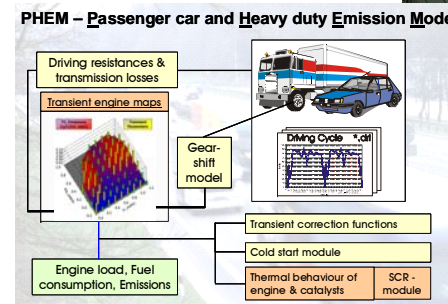 PHEM – Passenger car and Heavy duty Emission Mode
Driving resistances &
transmission losses
Transient engine maps
Gear-
shift
model
Driving Cycle *.dri
Transient correction functions
Cold start module
Engine load, Fuel
consumption, Emissions
Thermal behaviour of
engine & catalysts
SCR -
module